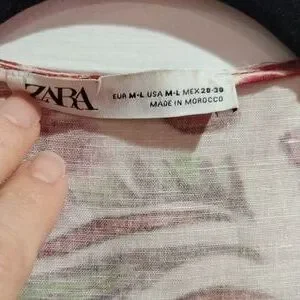 ZARA
EUR M-L USA M-L MEX 28-30
MADE IN MOROCCO